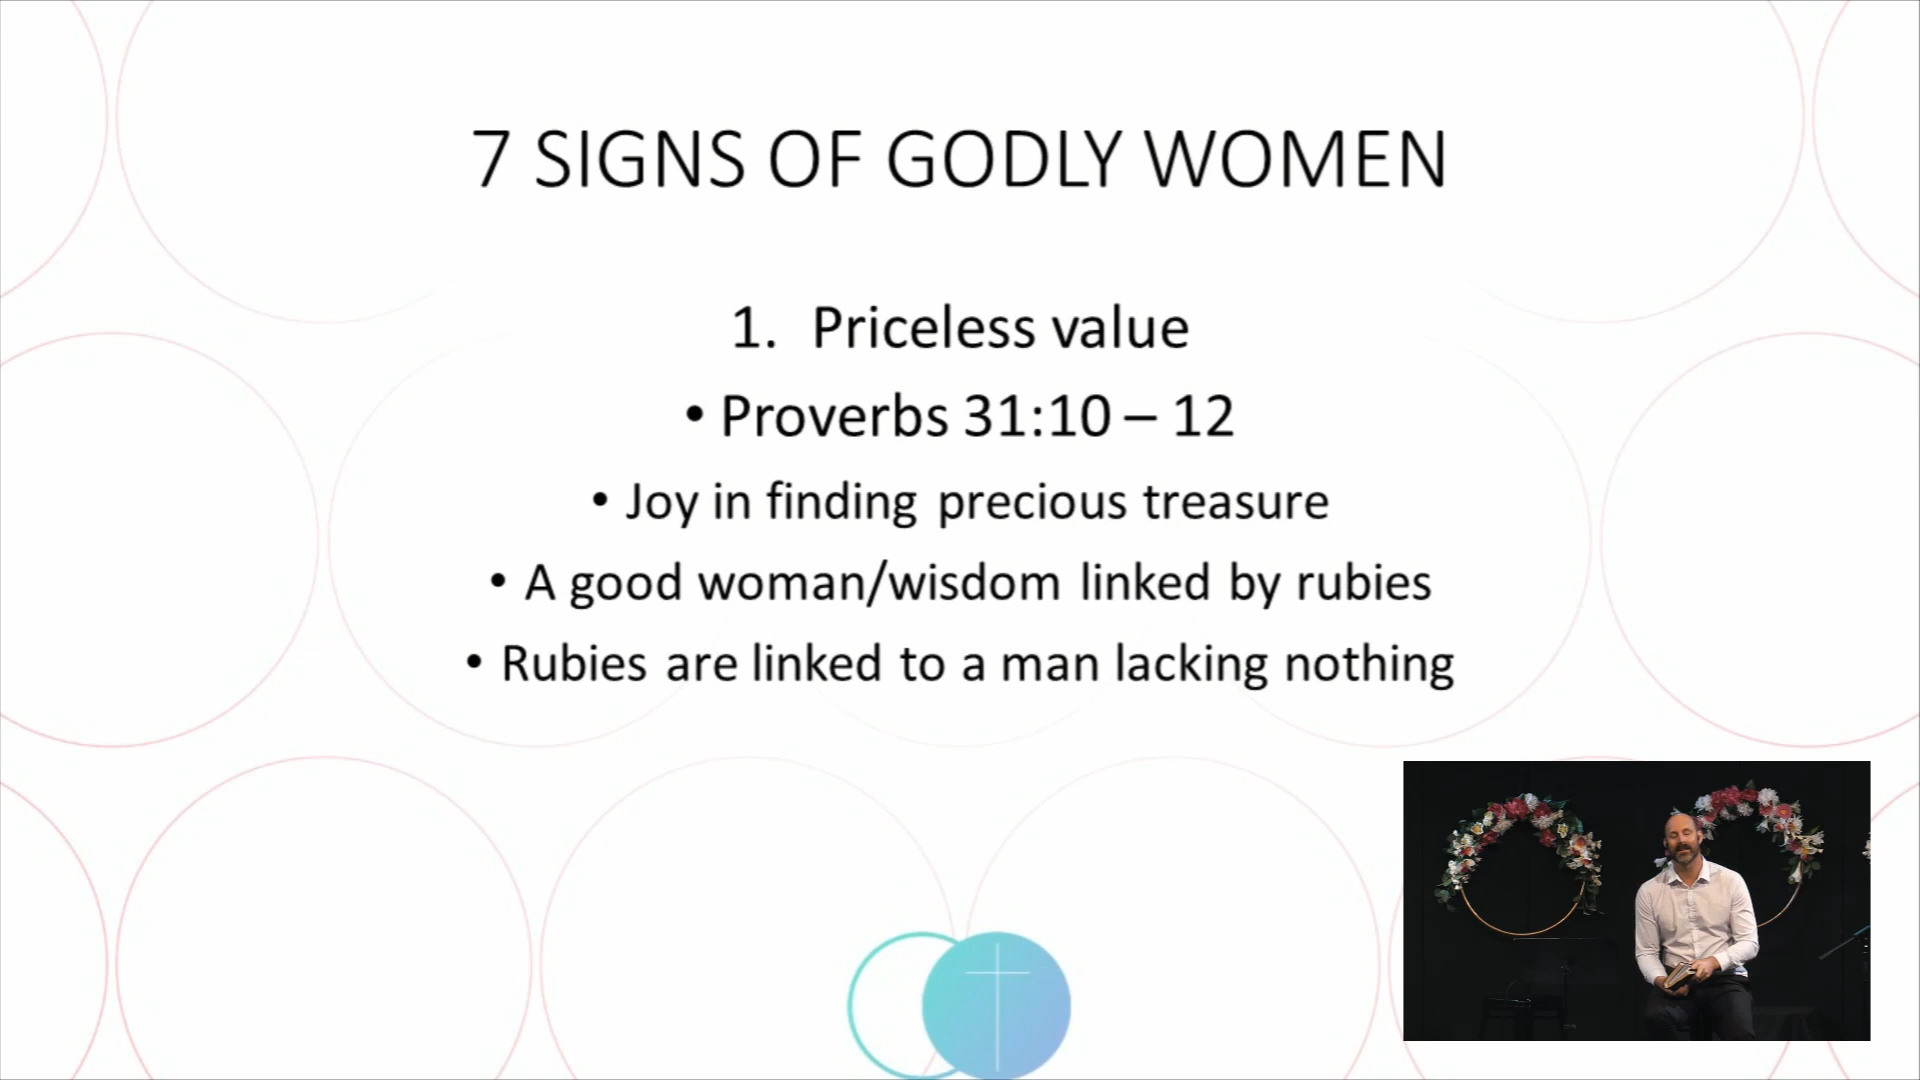 7 SIGNS OF GODLY WOMEN
1. Priceless value
• Proverbs 31:10 – 12
• Joy in finding precious treasure
• A good woman/wisdom linked by rubies
• Rubies are linked to a man lacking nothing